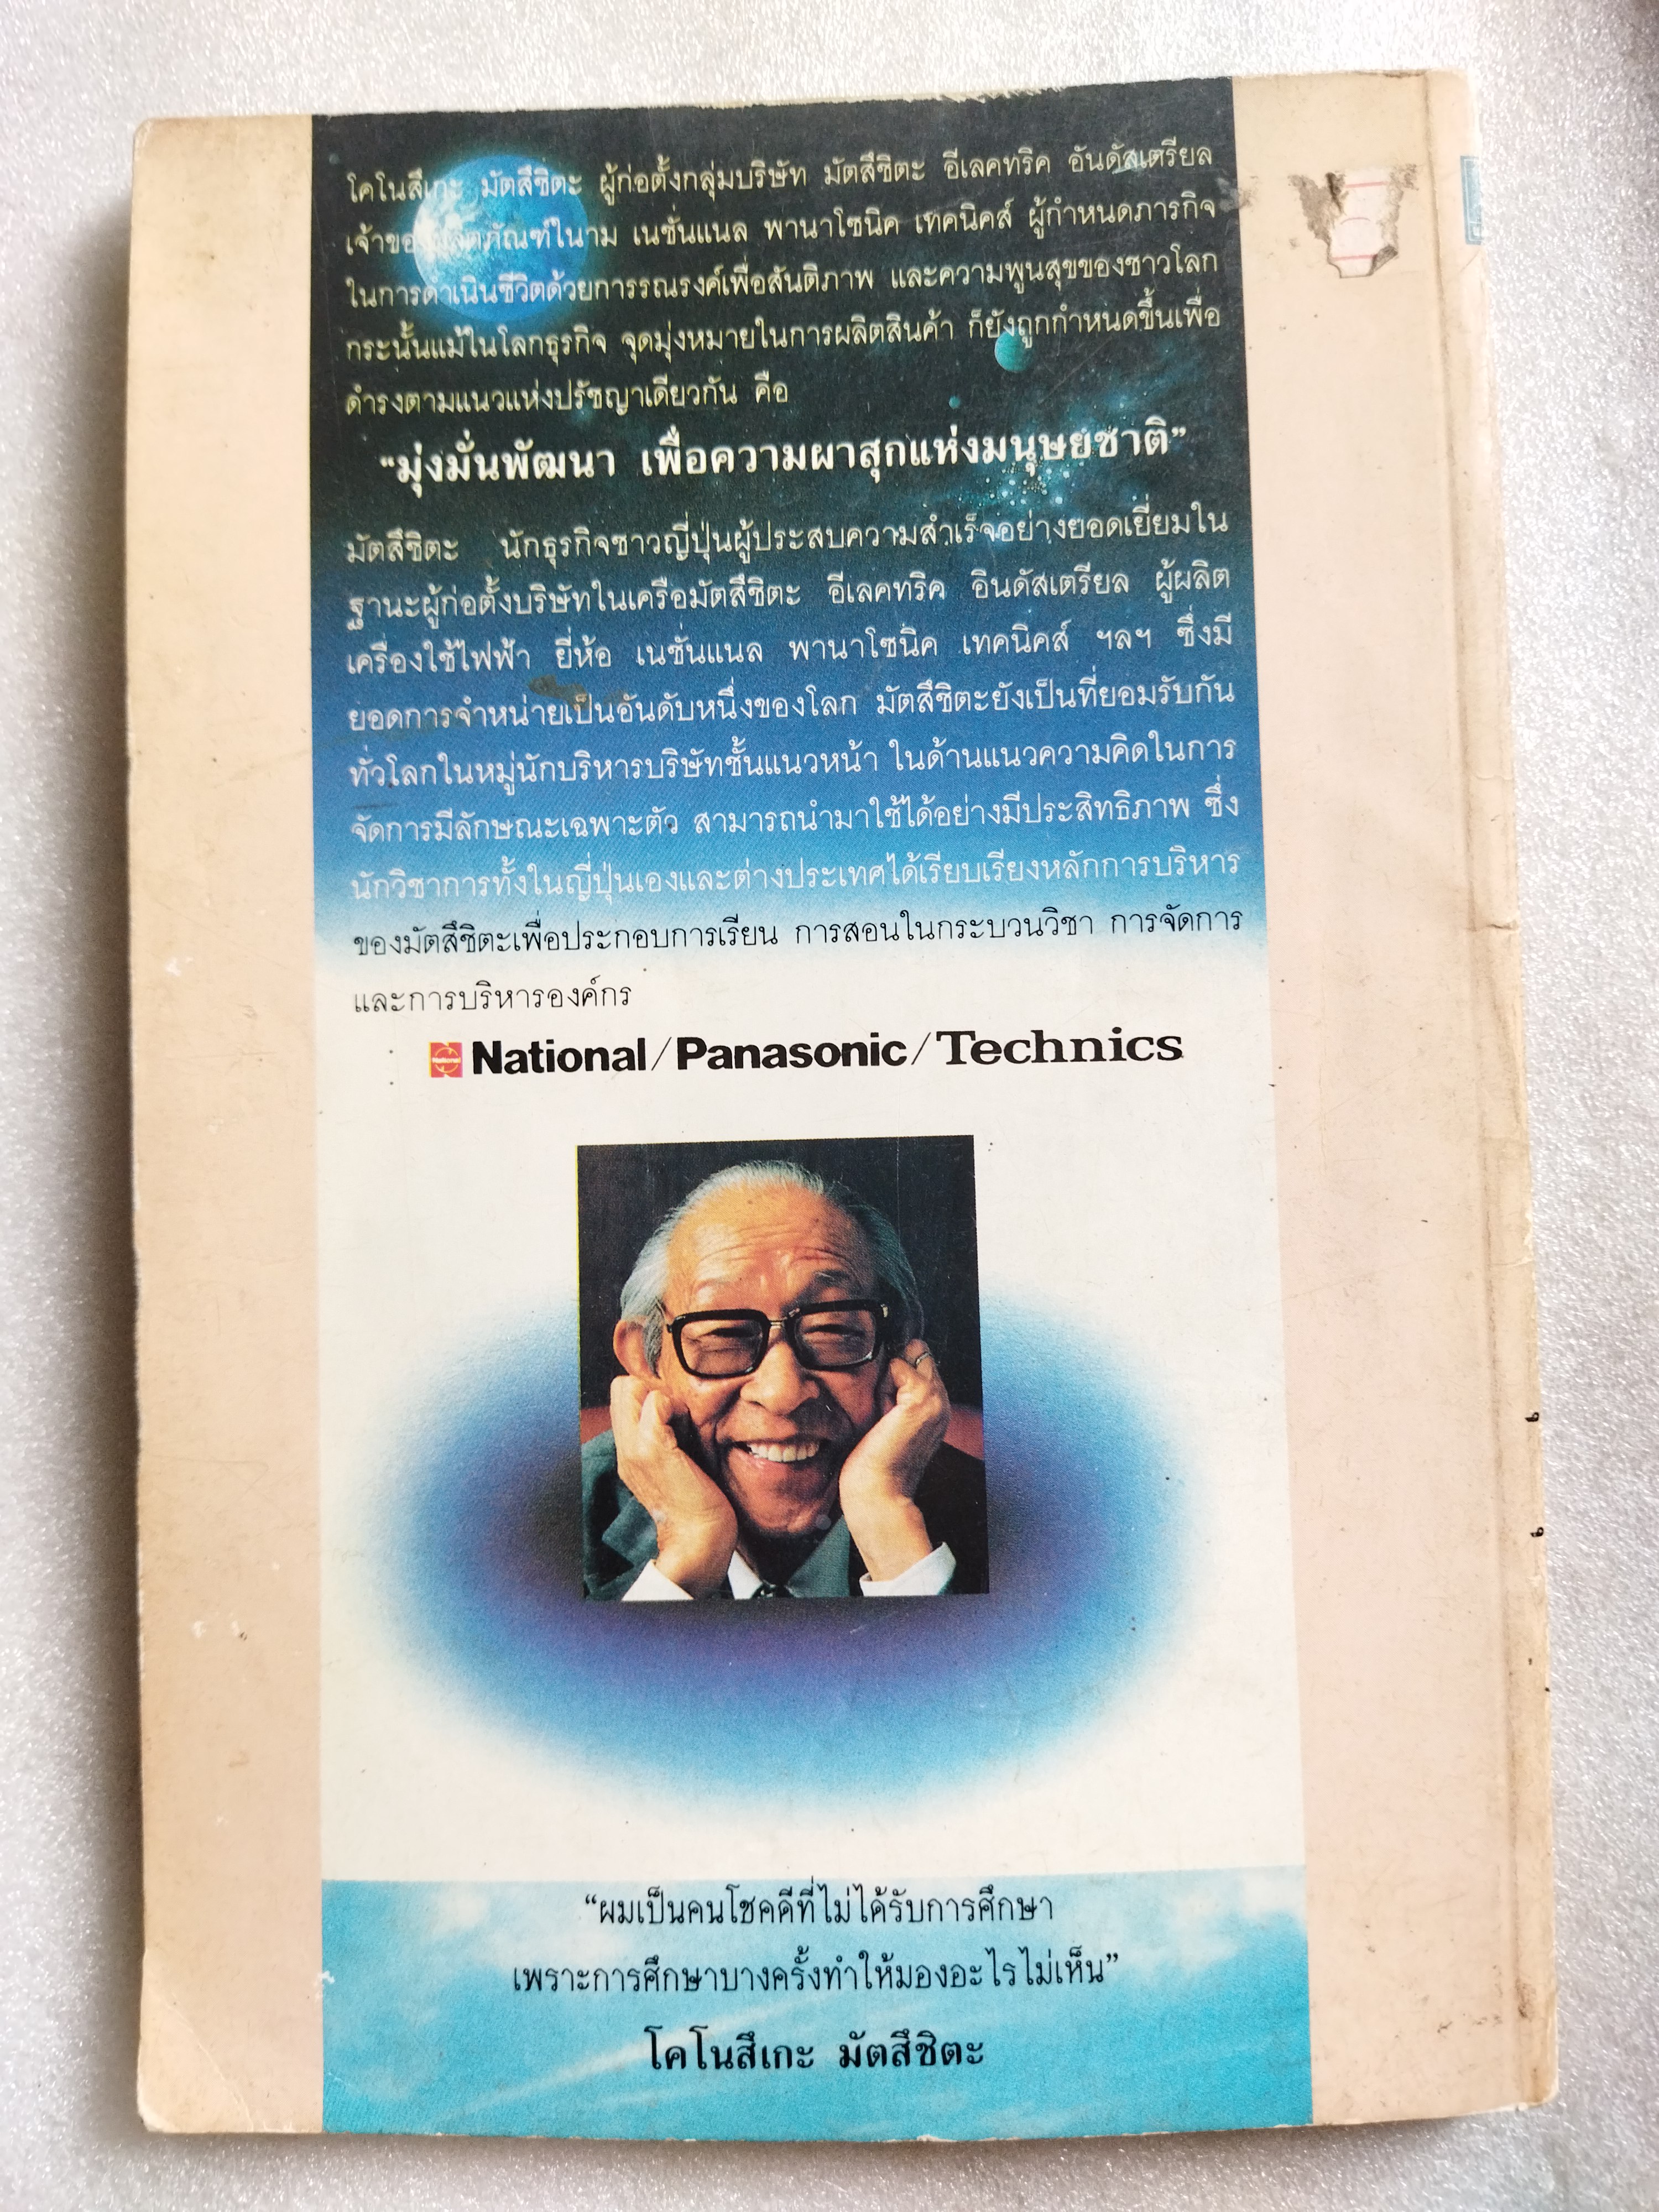 โคโนสึเกะ มัตสึชิตะ ผู้ก่อตั้งกลุ่มบริษัท มัตสึชิตะ อีเลคทริค อันดัสเตรียล
เจ้าของผลิตภัณฑ์ในนาม เนชั่นแนล พานาโซนิค เทคนิคส์ ผู้กำหนดภารกิจ
ในการดำเนินชีวิตด้วยการรณรงค์เพื่อสันติภาพ และความพูนสุขของชาวโลก
กระนั้นแม้ในโลกธุรกิจ จุดมุ่งหมายในการผลิตสินค้า ก็ยังถูกกำหนดขึ้นเพื่อ
ดำรงตามแนวแห่งปรัชญาเดียวกัน คือ
“มุ่งมั่นพัฒนา เพื่อความผาสุกแห่งมนุษยชาติ”
มัตสึชิตะ นักธุรกิจชาวญี่ปุ่นผู้ประสบความสำเร็จอย่างยอดเยี่ยมใน
ฐานะผู้ก่อตั้งบริษัทในเครือมัตสึชิตะ อีเลคทริค อินดัสเตรียล ผู้ผลิต
เครื่องใช้ไฟฟ้า ยี่ห้อ เนชั่นแนล พานาโซนิค เทคนิคส์ ฯลฯ ซึ่งมี
ยอดการจำหน่ายเป็นอันดับหนึ่งของโลก มัตสึชิตะยังเป็นที่ยอมรับกัน
ทั่วโลกในหมู่นักบริหารบริษัทชั้นแนวหน้า ในด้านแนวความคิดในการ
จัดการมีลักษณะเฉพาะตัว สามารถนำมาใช้ได้อย่างมีประสิทธิภาพ ซึ่ง
นักวิชาการทั้งในญี่ปุ่นเองและต่างประเทศได้เรียบเรียงหลักการบริหาร
ของมัตสึชิตะเพื่อประกอบการเรียน การสอนในกระบวนวิชา การจัดการ
และการบริหารองค์กร
National National/Panasonic/Technics
“ผมเป็นคนโชคดีที่ไม่ได้รับการศึกษา
เพราะการศึกษาบางครั้งทำให้มองอะไรไม่เห็น”
โคโนสึเกะ มัตสึชิตะ